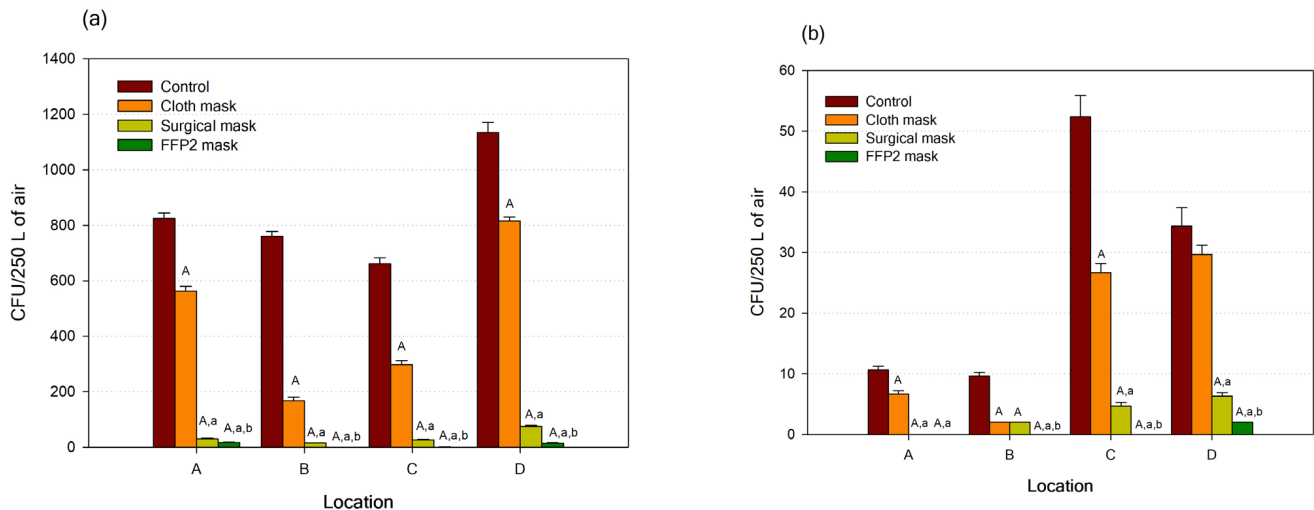 (a)
1400
1200
1000
800
600
400
200
0
CFU/250 L of air
Control
Cloth mask
Surgical mask
FFP2 mask
A
A,a
A,a,b
A
A,a
A,a,b
A
A,a
A,a,b
A
A,a
A,a,b
A
B
C
D
Location
(b)
60
50
40
30
20
10
0
CFU/250 L of air
Control
Cloth mask
Surgical mask
FFP2 mask
A
A,a
A,a
A
A
A,a,b
A
A,a
A,a,b
A,a
A,a,b
A
B
C
D
Location